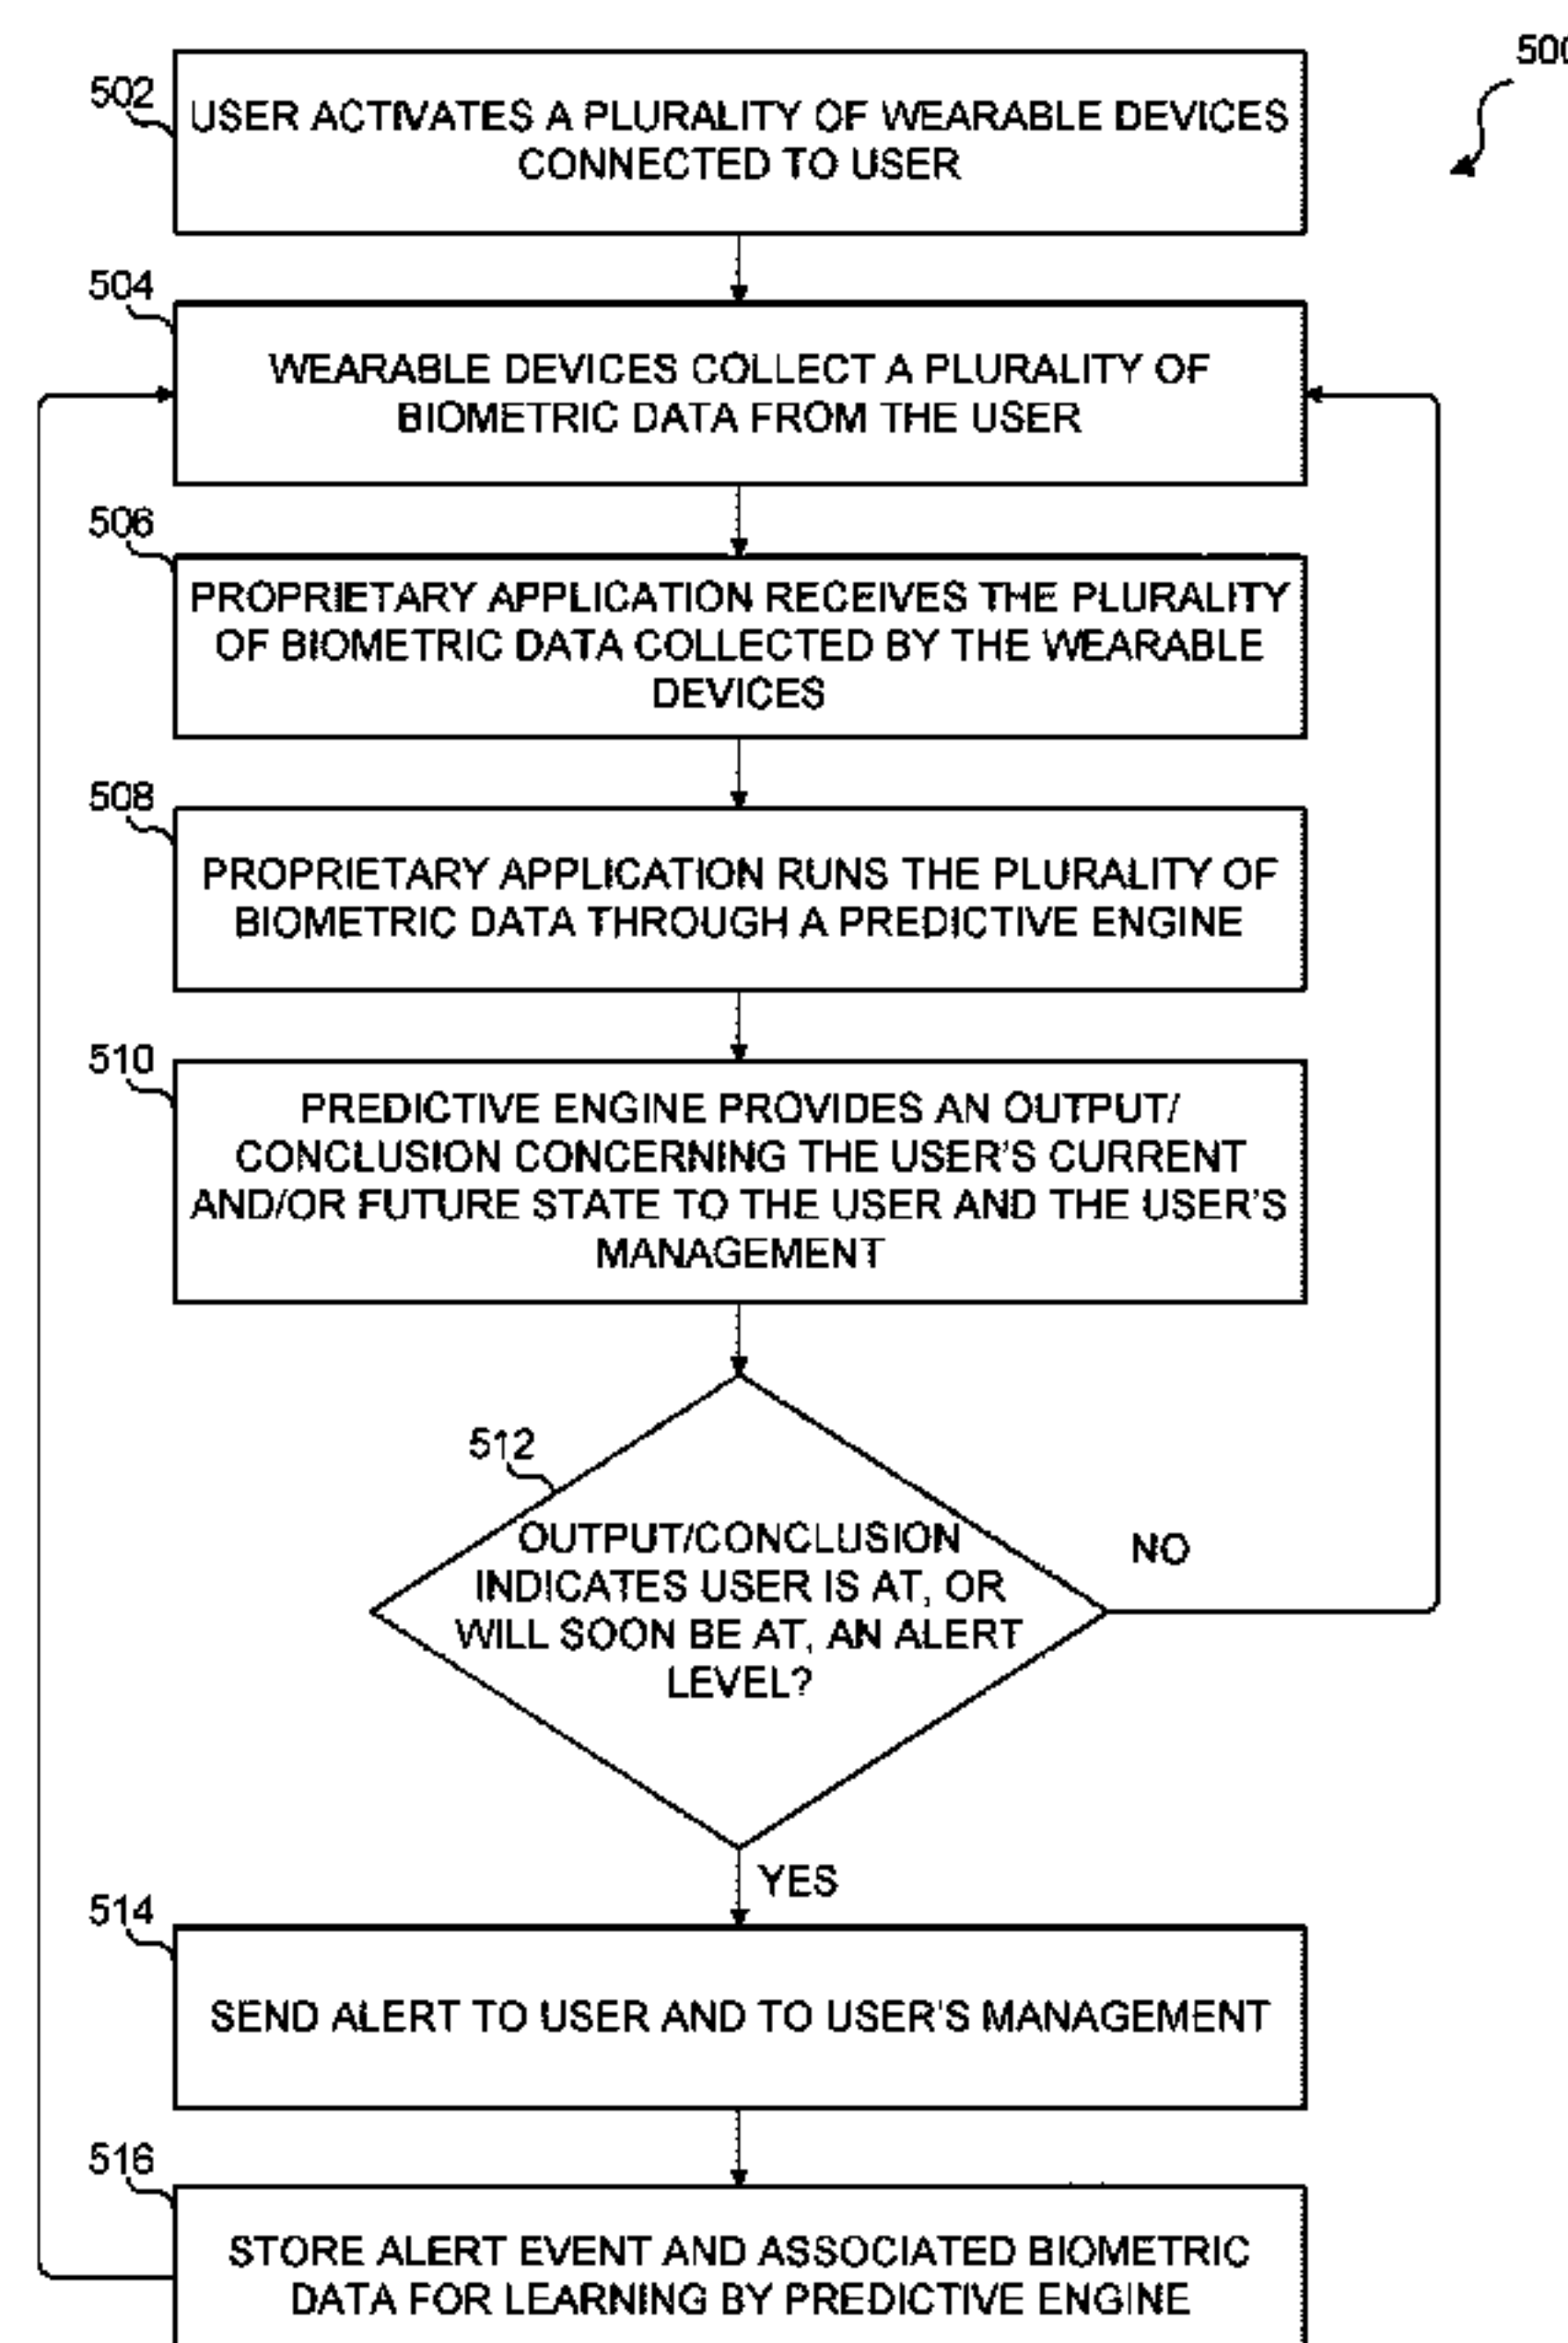 500
502
USER ACTIVATES A PLURALITY OF WEARABLE DEVICES
CONNECTED TO USER
504
WEARABLE DEVICES COLLECT A PLURALITY OF
BIOMETRIC DATA FROM THE USER
506
PROPRIETARY APPLICATION RECEIVES THE PLURALITY
OF BIOMETRIC DATA COLLECTED BY THE WEARABLE
DEVICES
508
PROPRIETARY APPLICATION RUNS THE PLURALITY OF
BIOMETRIC DATA THROUGH A PREDICTIVE ENGINE
510
PREDICTIVE ENGINE PROVIDES AN OUTPUT/
CONCLUSION CONCERNING THE USER'S CURRENT
AND/OR FUTURE STATE TO THE USER AND THE USER'S
MANAGEMENT
512
OUTPUT/CONCLUSION
INDICATES USER IS AT, OR
WILL SOON BE AT, AN ALERT
LEVEL?
NO
YES
514
SEND ALERT TO USER AND TO USER'S MANAGEMENT
516
STORE ALERT EVENT AND ASSOCIATED BIOMETRIC
DATA FOR LEARNING BY PREDICTIVE ENGINE